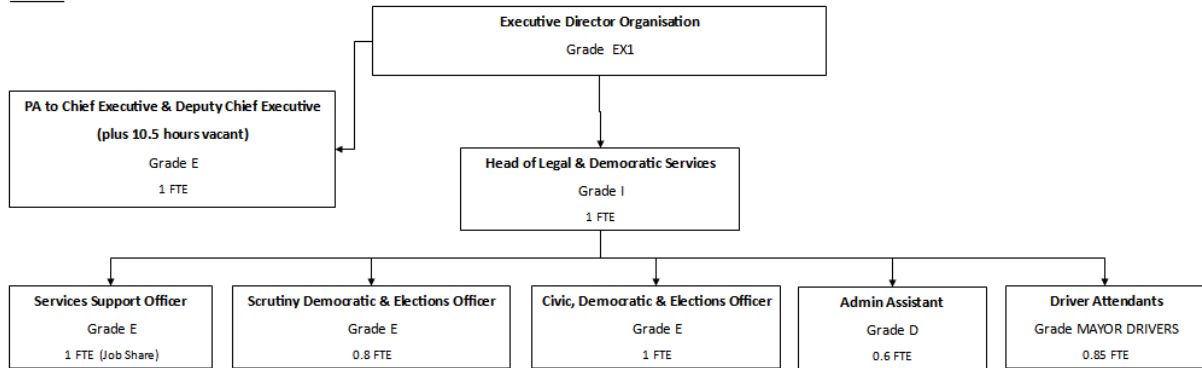 Executive Director Organisation
Grade EX1
PA to Chief Executive & Deputy Chief Executive
(plus 10.5 hours vacant)
Grade E
1 FTE
Head of Legal & Democratic Services
Grade I
1 FTE
Services Support Officer
Grade E
1 FTE (Job Share)
Scrutiny Democratic & Elections Officer
Grade E
0.8 FTE
Civic, Democratic & Elections Officer
Grade E
1 FTE
Admin Assistant
Grade D
0.6 FTE
Driver Attendants
Grade MAYOR DRIVERS
0.85 FTE